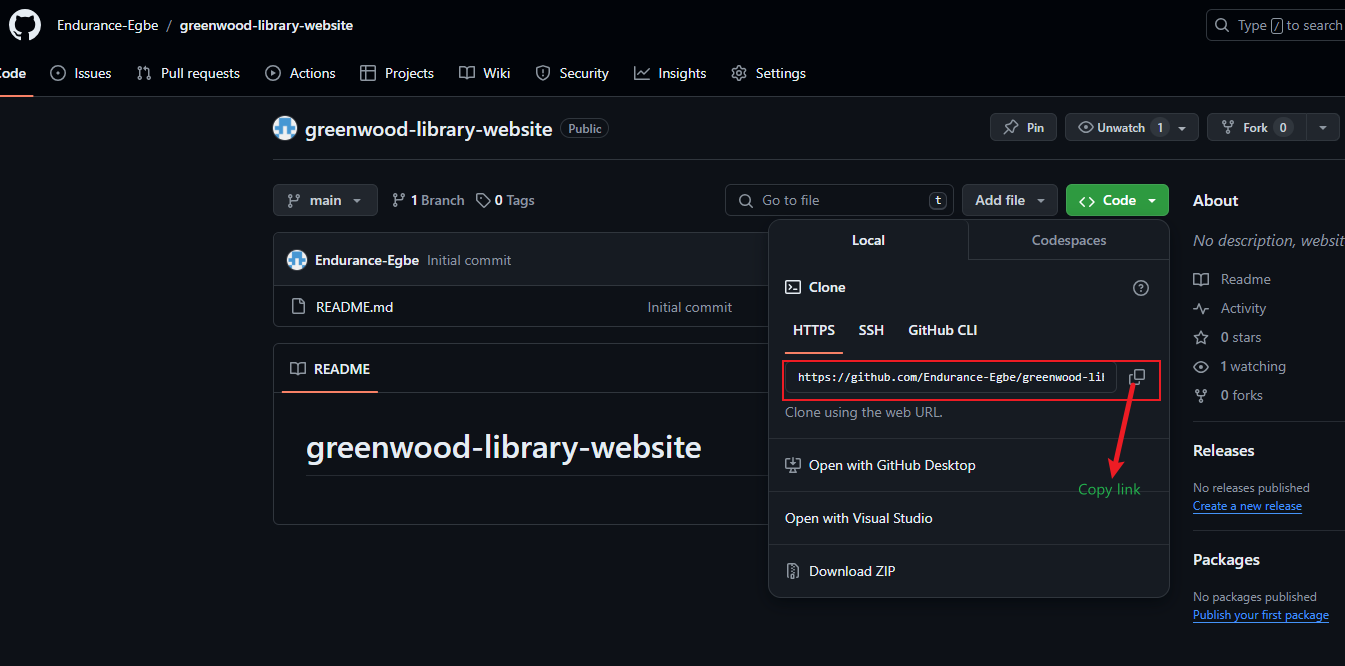 Endurance-Egbe / greenwood-library-website
Type / to search
Code Issues Pull requests Actions Projects Wiki Security Insights Settings
greenwood-library-website Public
Pin Unwatch 1 Fork 0
main 1 Branch 0 Tags Go to file t Add file Code
About
Local Codespaces
No description, websit
Endurance-Egbe Initial commit
Clone
README.md Initial commit
HTTPS SSH GitHub CLI
https://github.com/Endurance-Egbe/greenwood-lil
Clone using the web URL.
Open with GitHub Desktop
Copy link
Open with Visual Studio
Download ZIP
README
greenwood-library-website
Readme
Activity
0 stars
1 watching
0 forks
Releases
No releases published
Create a new release
Packages
No packages published
Publish your first package